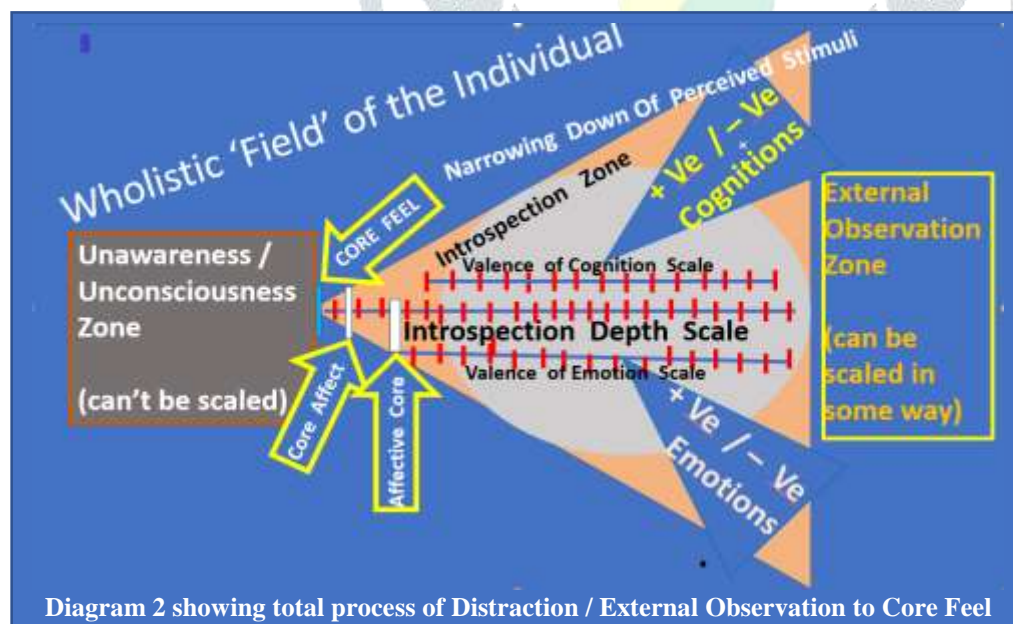 Wholistic 'Field' of the Individual
Narrowing Down Of Perceived Stimuli
+ Ve / – Ve
Cognitions
Introspection Zone
CORE FEEL
Unawareness /
Unconsciousness
Zone
(can't be scaled)
Valence of Cognition Scale
Introspection Depth Scale
Valence of Emotion Scale
External
Observation
Zone
(can be
scaled in
some way)
Core Affect
Affective Core
+ Ve / – Ve
Emotions
Diagram 2 showing total process of Distraction / External Observation to Core Feel